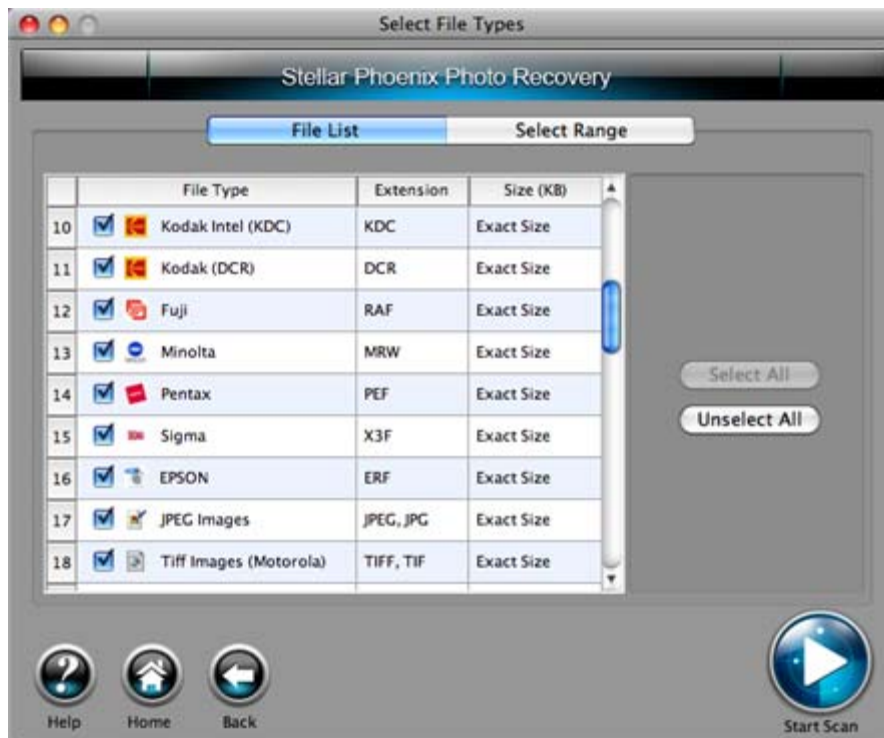 Select File Types
Stellar Phoenix Photo Recovery
File List Select Range
File Type Extension Size (KB)
10 Kodak Intel (KDC) KDC Exact Size
11 Kodak (DCR) DCR Exact Size
12 Fuji RAF Exact Size
13 Minolta MRW Exact Size
14 Pentax PEF Exact Size
15 Sigma X3F Exact Size
16 EPSON ERF Exact Size
17 JPEG Images JPEG, JPG Exact Size
18 Tiff Images (Motorola) TIFF, TIF Exact Size
Select All
Unselect All
Help Home Back Start Scan